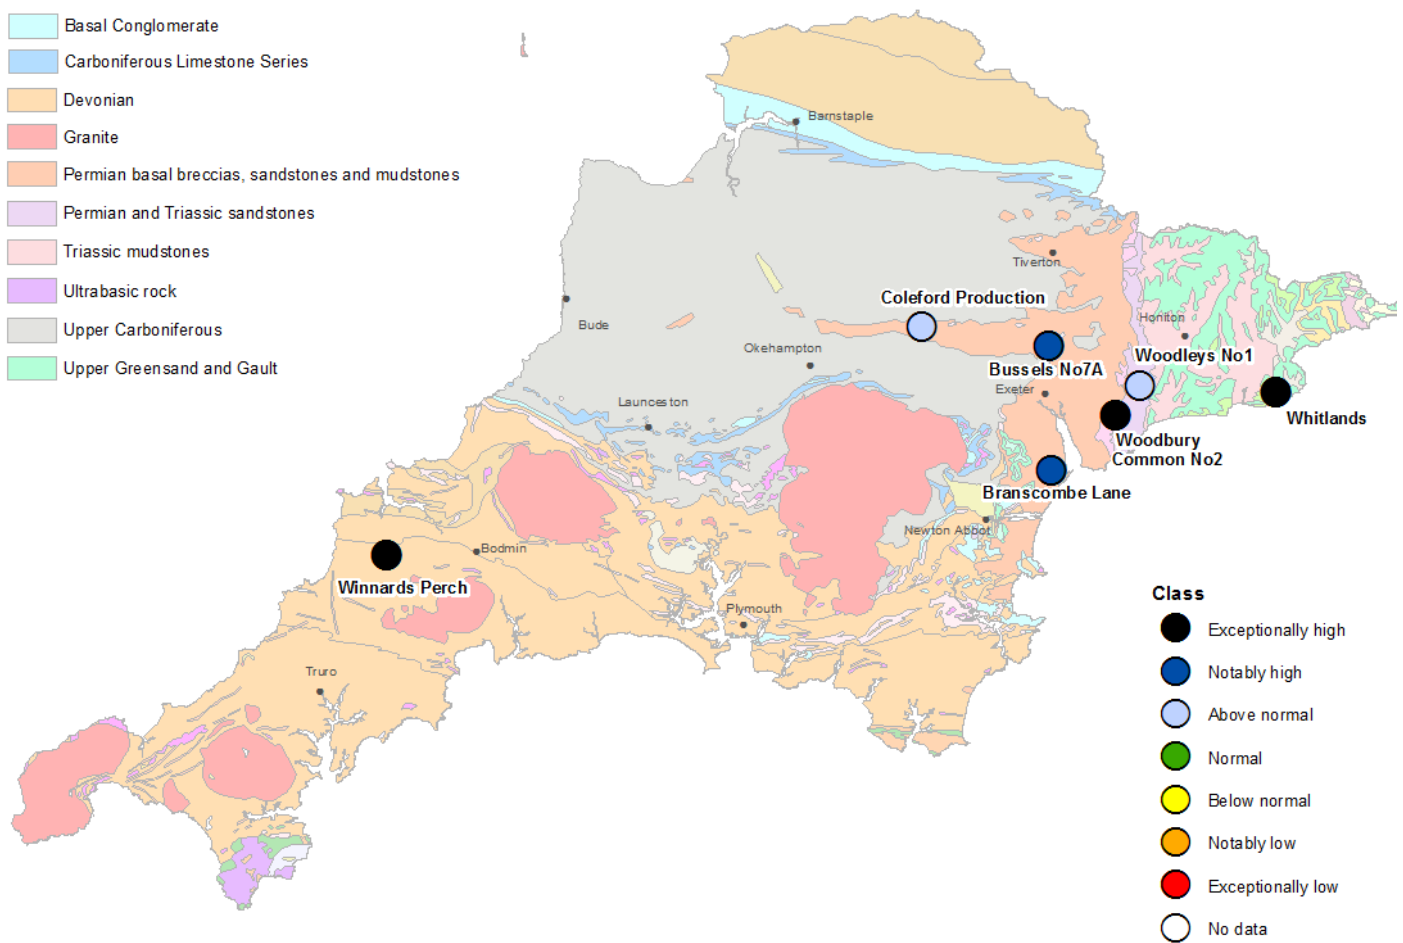 Basal Conglomerate
Carboniferous Limestone Series
Devonian
Granite
Permian basal breccias, sandstones and mudstones
Permian and Triassic sandstones
Triassic mudstones
Ultrabasic rock
Upper Carboniferous
Upper Greensand and Gault
Barnstaple
Tiverton
Coleford Production
Honiton
Bude
Okehampton
Woodleys No1
Bussels No7A
Exeter
Launceston
Whitlands
Woodbury
Common No2
Branscombe Lane
Newton Abbot
Bodmin
Winnards Perch
Plymouth
Truro
Class
Exceptionally high
Notably high
Above normal
Normal
Below normal
Notably low
Exceptionally low
No data